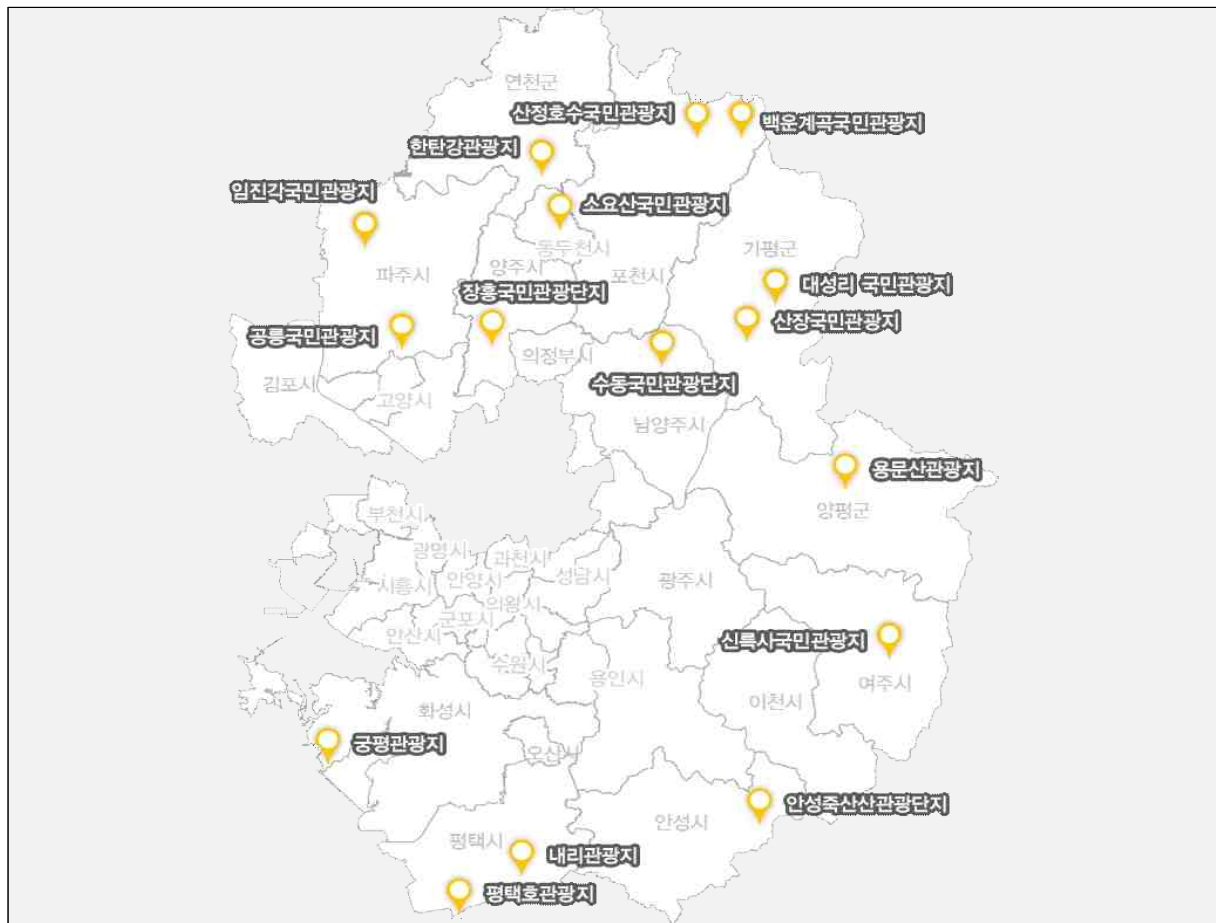 연천군
산정호수국민관광지
백운계곡국민관광지
한탄강관광지
임진각국민관광지
소요산국민관광지
동두천시
가평군
양주시
파주시
포천시
대성리 국민관광지
장흥국민관광단지
산장국민관광지
공릉국민관광지
의정부시
수동국민관광단지
김포시
고양시
남양주시
용문산관광지
양평군
부천시
광명시
과천시
시흥시
안양시
성남시
광주시
의왕시
군포시
안산시
신륵사국민관광지
수원시
용인시
여주시
이천시
화성시
궁평관광지
오산시
안성죽산산관광단지
안성시
평택시
내리관광지
평택호관광지